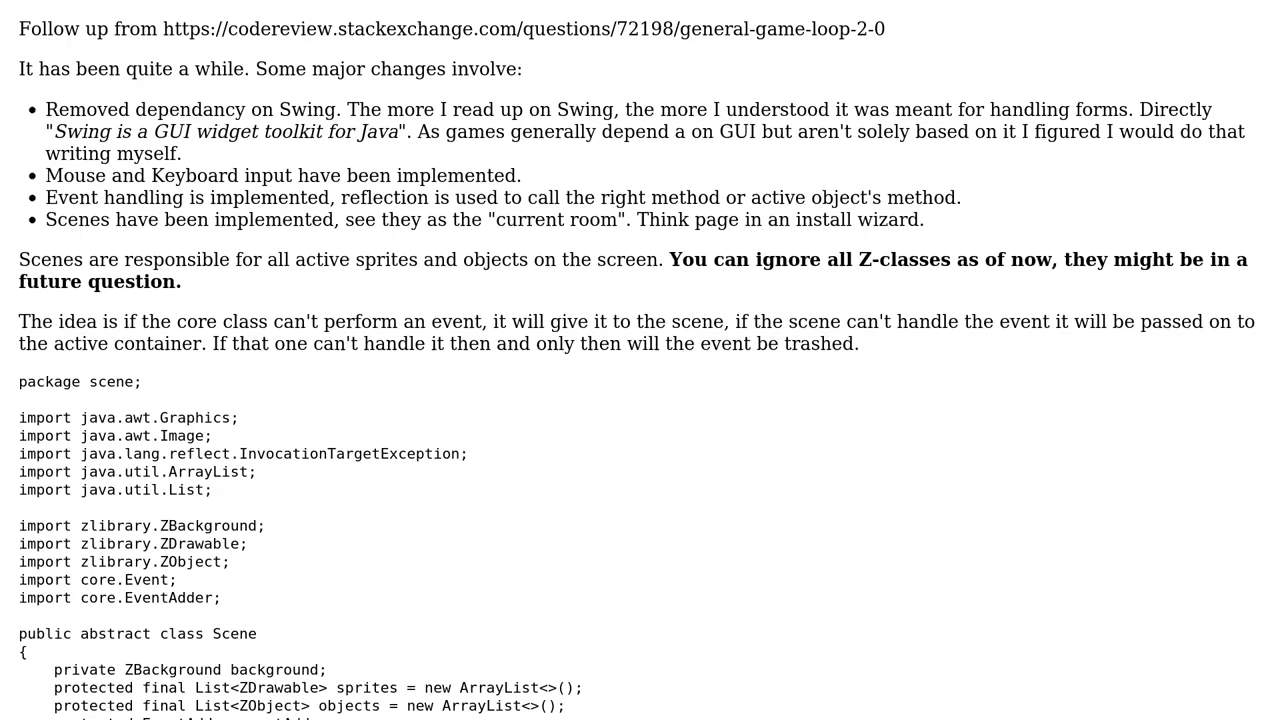 Follow up from https://codereview.stackexchange.com/questions/72198/general-game-loop-2-0
It has been quite a while. Some major changes involve:
• Removed dependancy on Swing. The more I read up on Swing, the more I understood it was meant for handling forms. Directly
"Swing is a GUI widget toolkit for Java". As games generally depend a on GUI but aren't solely based on it I figured I would do that
writing myself.
• Mouse and Keyboard input have been implemented.
• Event handling is implemented, reflection is used to call the right method or active object's method.
• Scenes have been implemented, see they as the "current room". Think page in an install wizard.
Scenes are responsible for all active sprites and objects on the screen. You can ignore all Z-classes as of now, they might be in a
future question.
The idea is if the core class can't perform an event, it will give it to the scene, if the scene can't handle the event it will be passed on to
the active container. If that one can't handle it then and only then will the event be trashed.
package scene;
import java.awt.Graphics;
import java.awt.Image;
import java.lang.reflect.InvocationTargetException;
import java.util.ArrayList;
import java.util.List;
import zlibrary.ZBackground;
import zlibrary.ZDrawable;
import zlibrary.ZObject;
import core.Event;
import core.EventAdder;
public abstract class Scene
{
    private ZBackground background;
    protected final List<ZDrawable> sprites = new ArrayList<>();
    protected final List<ZObject> objects = new ArrayList<>();